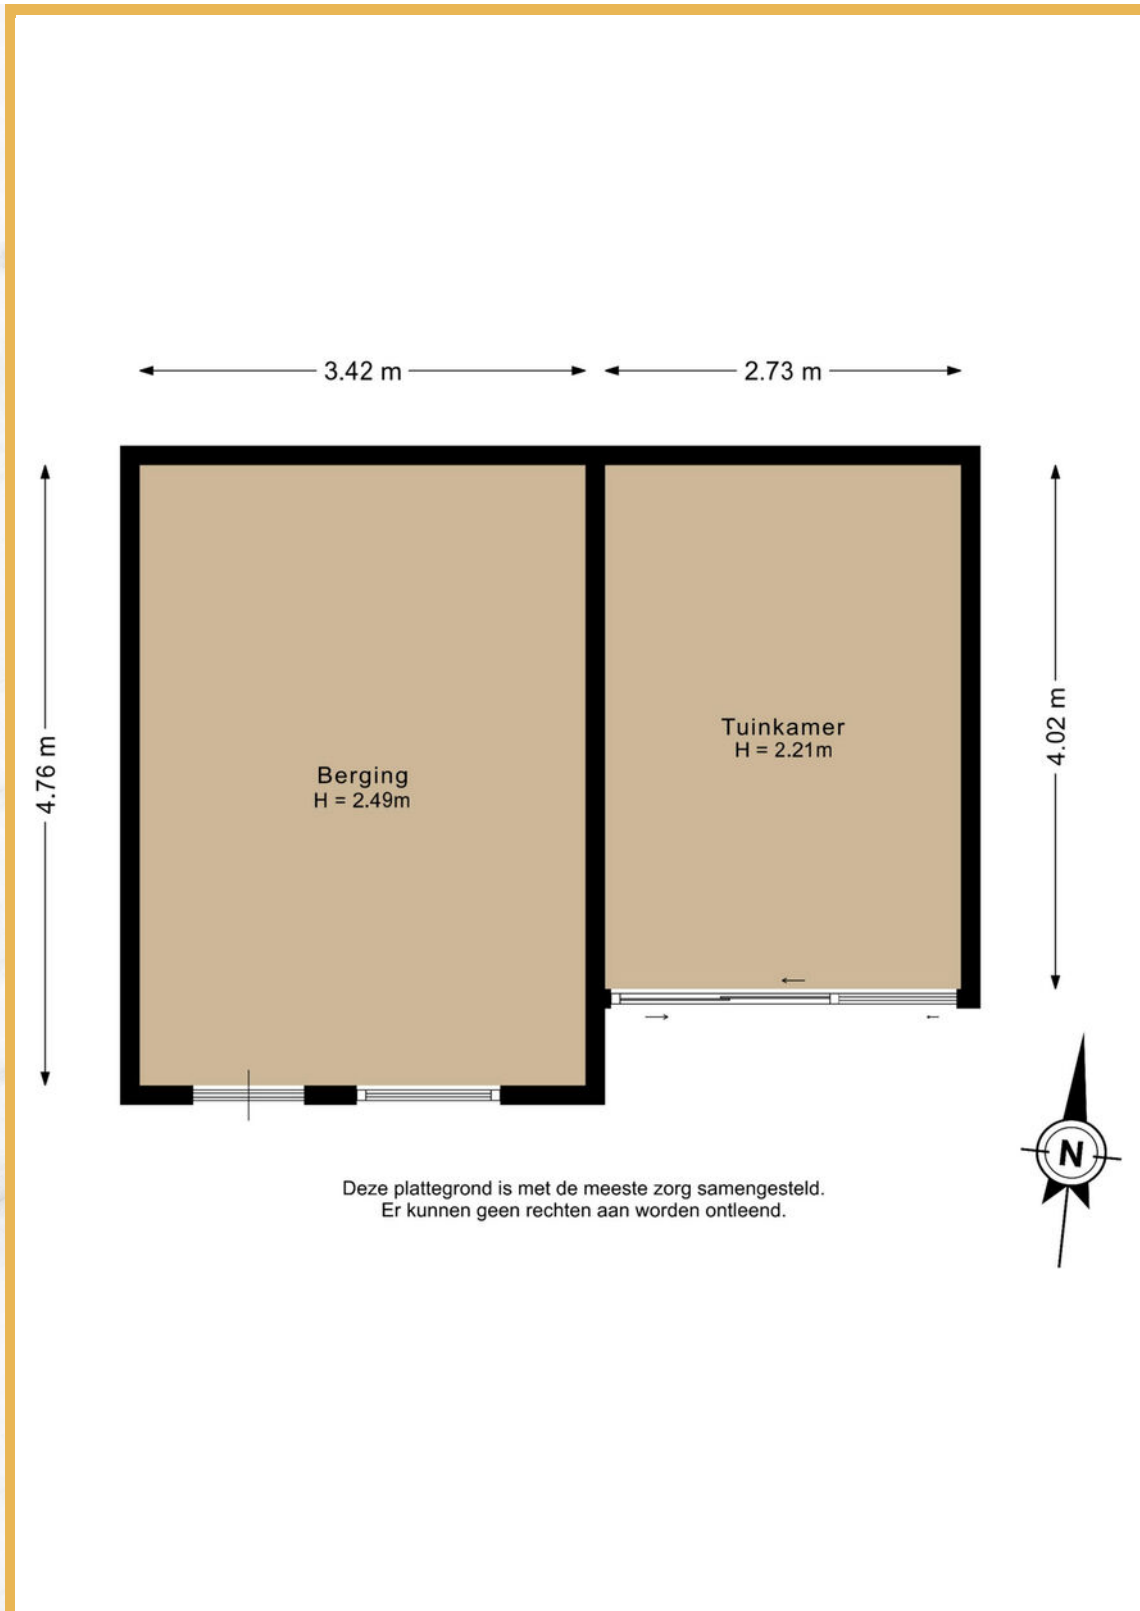 3.42 m
2.73 m
4.76 m
4.02 m
Tuinkamer
H = 2.21m
Berging
H = 2.49m
N
Deze plattegrond is met de meeste zorg samengesteld.
Er kunnen geen rechten aan worden ontleend.